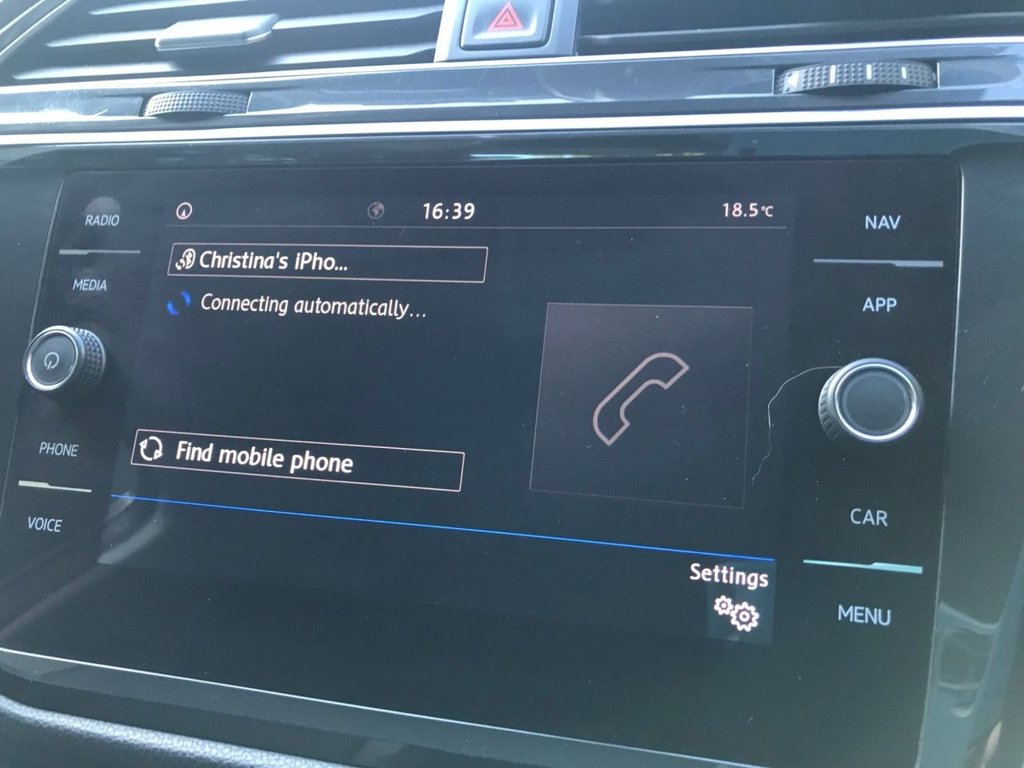 RADIO
MEDIA
PHONE
VOICE
16:39
18.5°C
Christina's iPho...
Connecting automatically...
Find mobile phone
Settings
NAV
APP
CAR
MENU